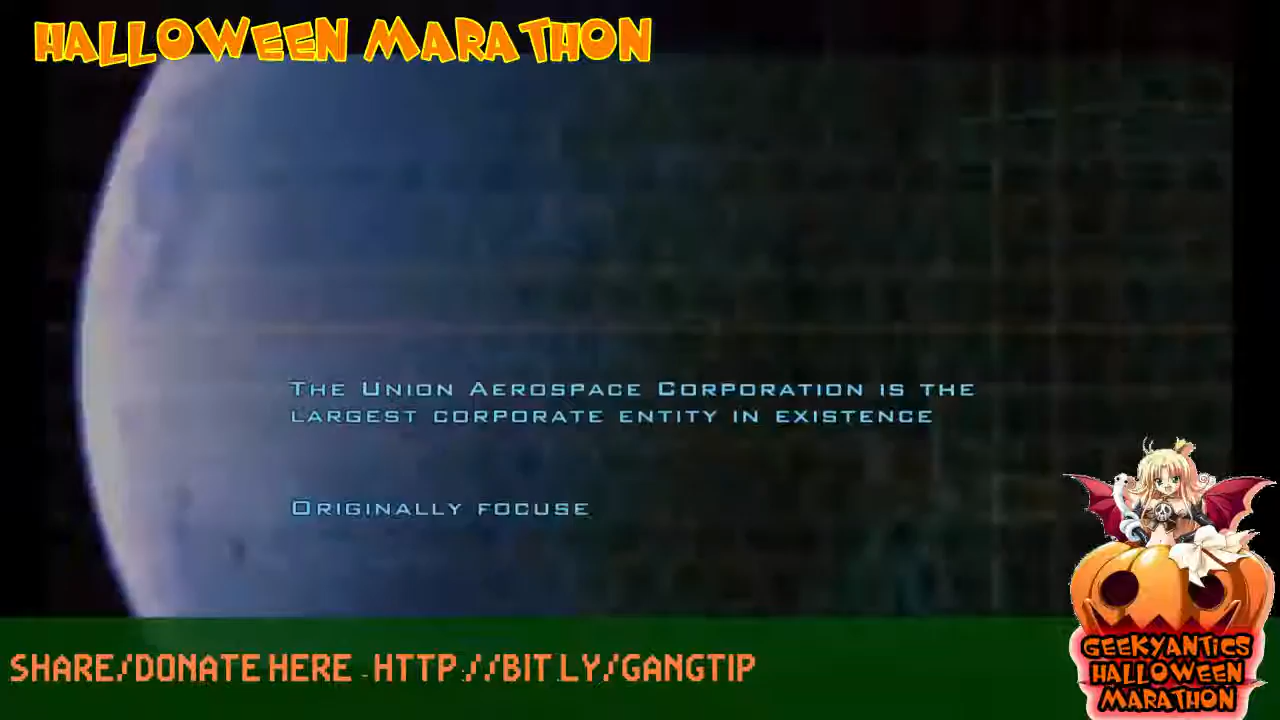 HALLOWEEN MARATHON
THE UNION AEROSPACE CORPORATION IS THE
LARGEST CORPORATE ENTITY IN EXISTENCE
ORIGINALLY FOCUSE
SHARE/DONATE HERE - HTTP://BIT.LY/GANGTIP
GEEKYANTICS
HALLOWEEN
MARATHON